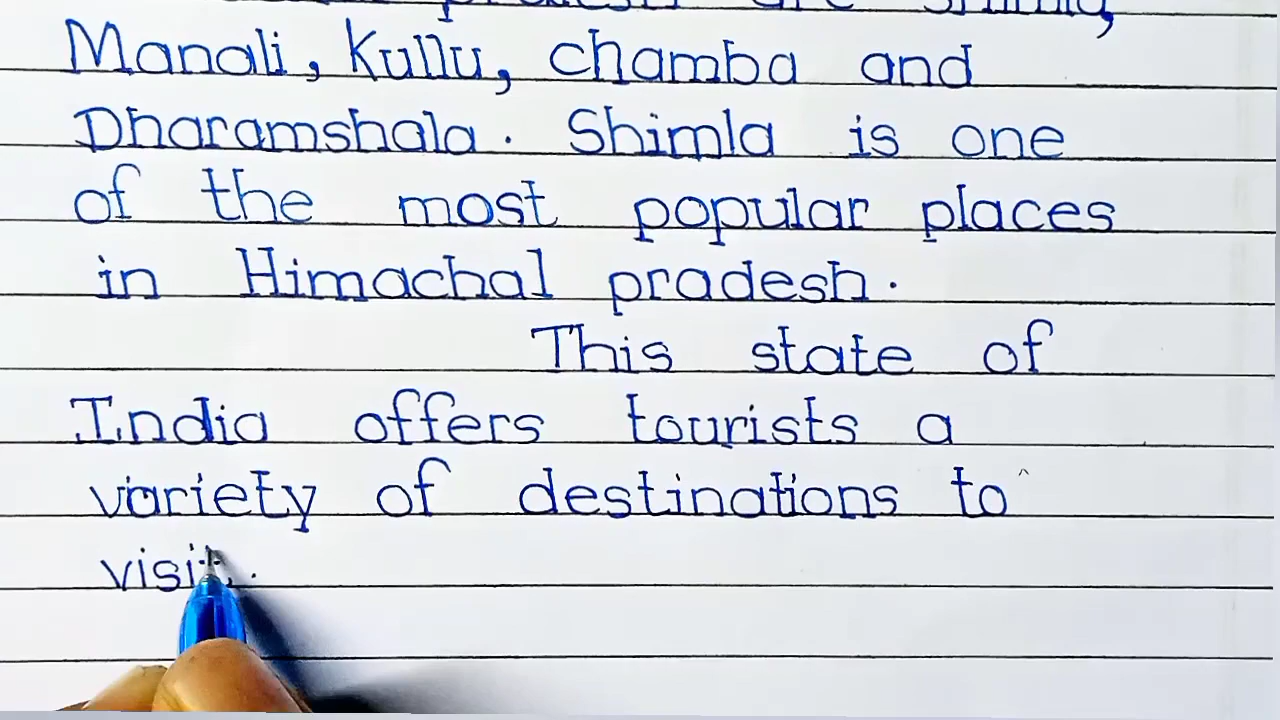 Manali, Kullu, chamba and
Dharamshala. Shimla is one
of the most popular places
in Himachal pradesh.
This state of
India offers tourists a
variety of destinations to
visit.